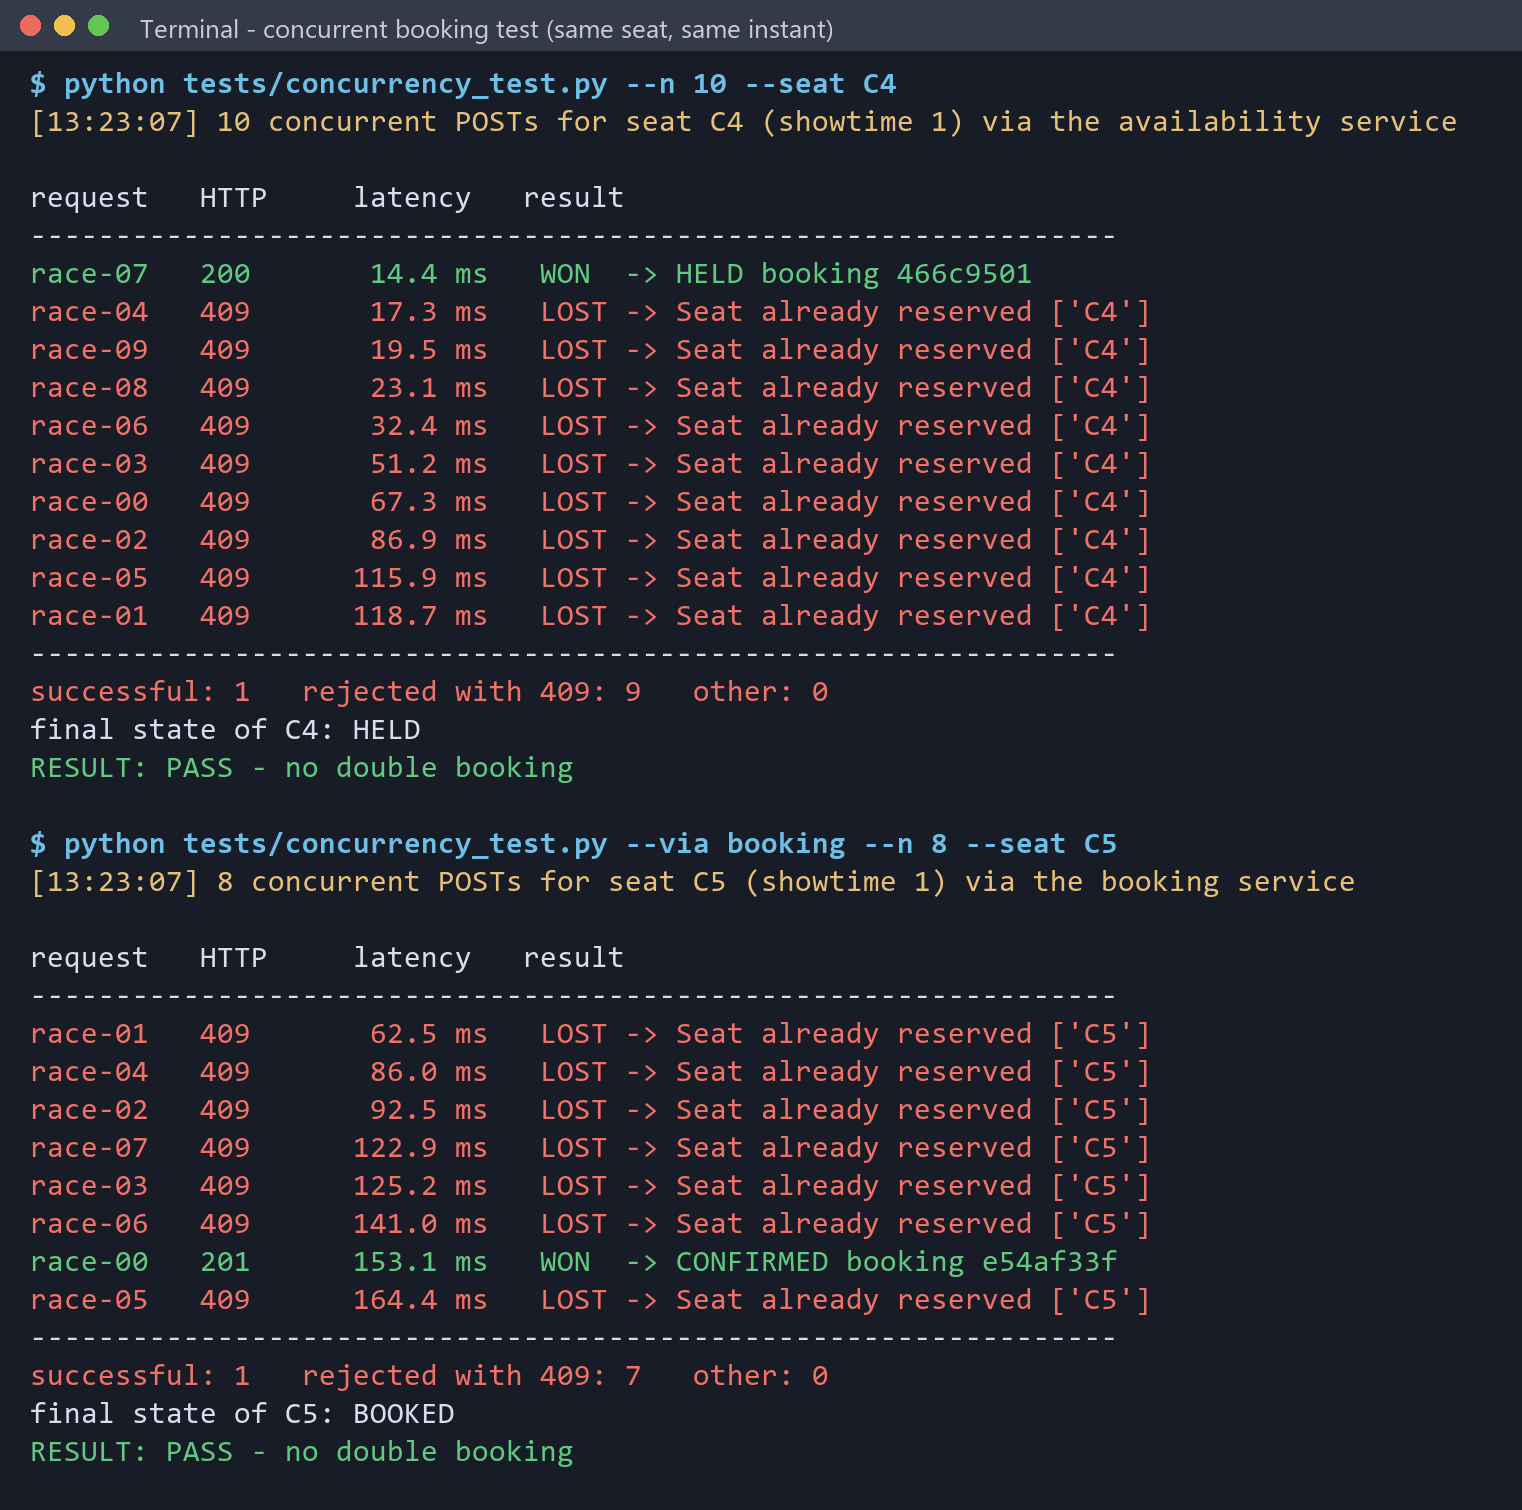 Terminal - concurrent booking test (same seat, same instant)
$ python tests/concurrency_test.py --n 10 --seat C4
[13:23:07] 10 concurrent POSTs for seat C4 (showtime 1) via the availability service
request   HTTP     latency   result
----------------------------------------------------------------
race-07   200       14.4 ms   WON  -> HELD booking 466c9501
race-04   409       17.3 ms   LOST -> Seat already reserved ['C4']
race-09   409       19.5 ms   LOST -> Seat already reserved ['C4']
race-08   409       23.1 ms   LOST -> Seat already reserved ['C4']
race-06   409       32.4 ms   LOST -> Seat already reserved ['C4']
race-03   409       51.2 ms   LOST -> Seat already reserved ['C4']
race-00   409       67.3 ms   LOST -> Seat already reserved ['C4']
race-02   409       86.9 ms   LOST -> Seat already reserved ['C4']
race-05   409      115.9 ms   LOST -> Seat already reserved ['C4']
race-01   409      118.7 ms   LOST -> Seat already reserved ['C4']
----------------------------------------------------------------
successful: 1   rejected with 409: 9   other: 0
final state of C4: HELD
RESULT: PASS - no double booking
$ python tests/concurrency_test.py --via booking --n 8 --seat C5
[13:23:07] 8 concurrent POSTs for seat C5 (showtime 1) via the booking service
request   HTTP     latency   result
----------------------------------------------------------------
race-01   409       62.5 ms   LOST -> Seat already reserved ['C5']
race-04   409       86.0 ms   LOST -> Seat already reserved ['C5']
race-02   409       92.5 ms   LOST -> Seat already reserved ['C5']
race-07   409      122.9 ms   LOST -> Seat already reserved ['C5']
race-03   409      125.2 ms   LOST -> Seat already reserved ['C5']
race-06   409      141.0 ms   LOST -> Seat already reserved ['C5']
race-00   201      153.1 ms   WON  -> CONFIRMED booking e54af33f
race-05   409      164.4 ms   LOST -> Seat already reserved ['C5']
----------------------------------------------------------------
successful: 1   rejected with 409: 7   other: 0
final state of C5: BOOKED
RESULT: PASS - no double booking